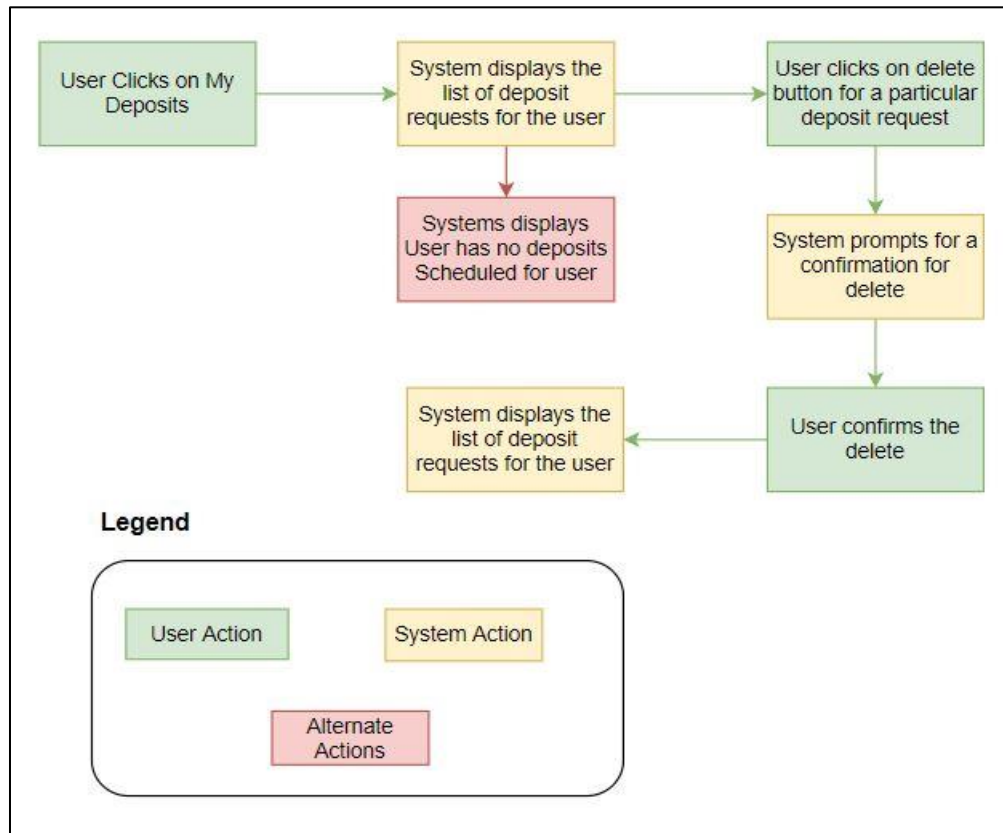 User Clicks on My
Deposits
System displays the
list of deposit
requests for the user
User clicks on delete
button for a particular
deposit request
Systems displays
User has no deposits
Scheduled for user
System prompts for a
confirmation for
delete
System displays the
list of deposit
requests for the user
User confirms the
delete
Legend
User Action
System Action
Alternate
Actions